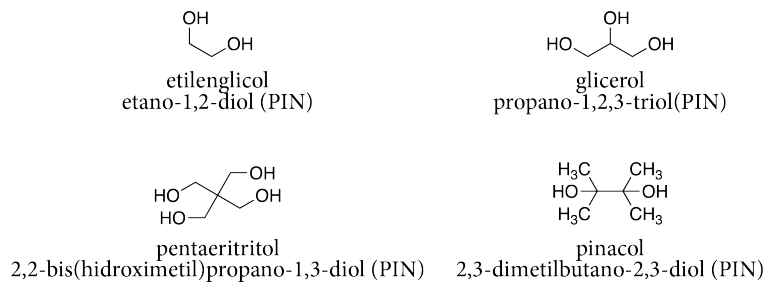 OH
OH
etilenglicol
etano-1,2-diol (PIN)
OH
HO
OH
glicerol
propano-1,2,3-triol(PIN)
OH
HO
OH
HO
pentaeritritol
2,2-bis(hidroximetil)propano-1,3-diol (PIN)
H₃C
CH₃
HO
OH
H₃C
CH₃
pinacol
2,3-dimetilbutano-2,3-diol (PIN)